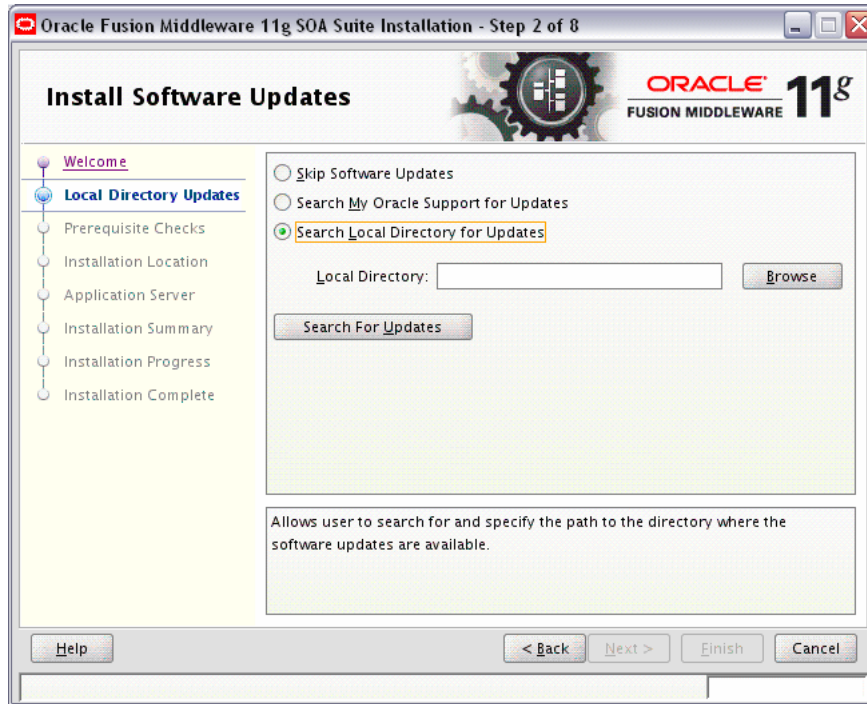 Oracle Fusion Middleware 11g SOA Suite Installation - Step 2 of 8
Install Software Updates
ORACLE
FUSION MIDDLEWARE 11g
Welcome
Local Directory Updates
Prerequisite Checks
Installation Location
Application Server
Installation Summary
Installation Progress
Installation Complete
Skip Software Updates
Search My Oracle Support for Updates
Search Local Directory for Updates
Local Directory: Browse
Search For Updates
Allows user to search for and specify the path to the directory where the
software updates are available.
Help < Back Next > Finish Cancel